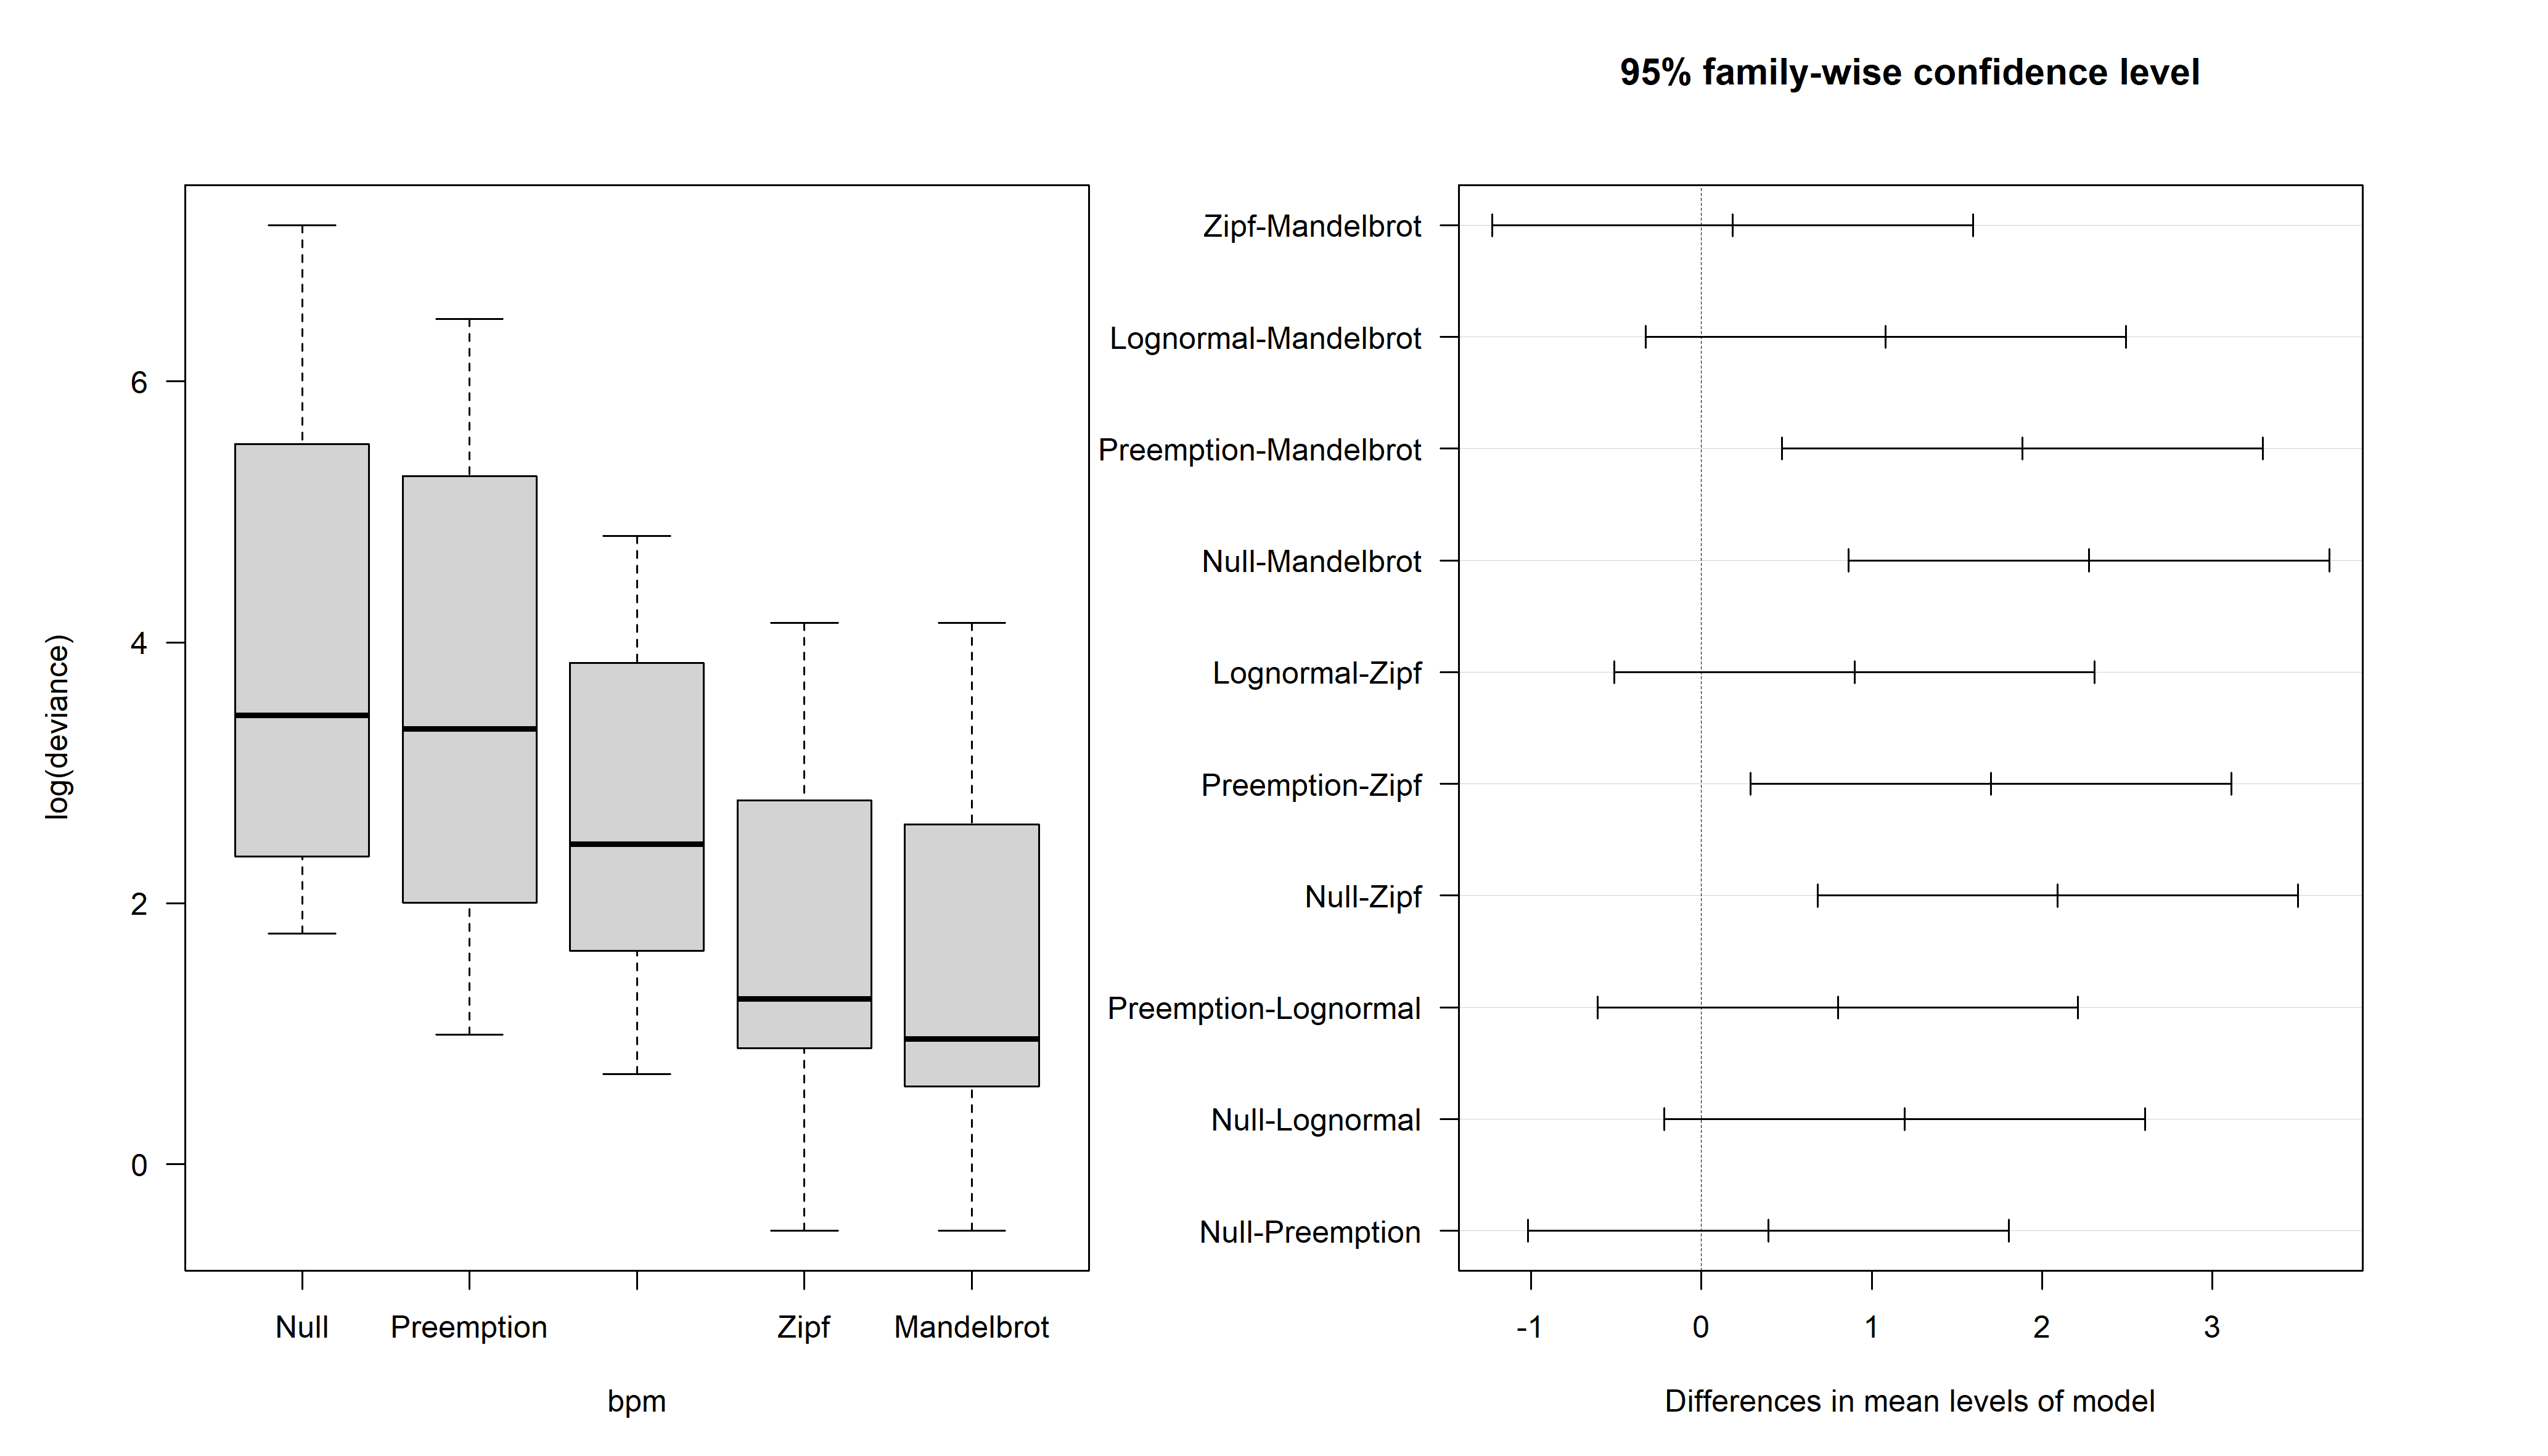 95% family-wise confidence level
log(deviance)
6
4
2
0
Null Preemption Zipf Mandelbrot
bpm
Zipf-Mandelbrot
Lognormal-Mandelbrot
Preemption-Mandelbrot
Null-Mandelbrot
Lognormal-Zipf
Preemption-Zipf
Null-Zipf
Preemption-Lognormal
Null-Lognormal
Null-Preemption
-1 0 1 2 3
Differences in mean levels of model